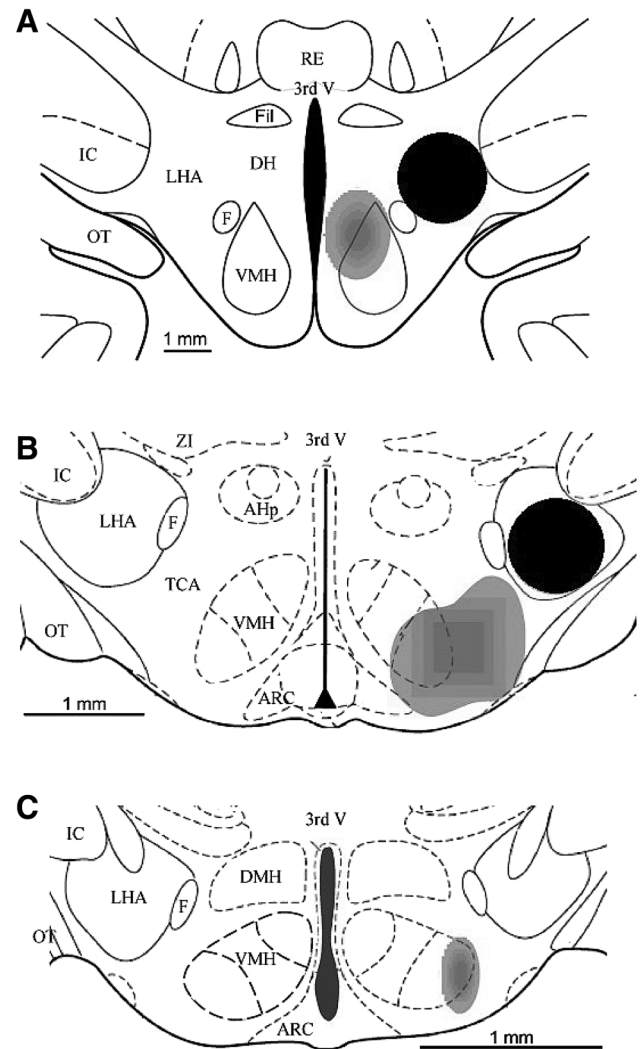 A
RE
3rd V
Fil
IC
LHA
DH
F
OT
VMH
1 mm
B
ZI
3rd V
IC
LHA
F
AHp
TCA
OT
VMH
ARC
1 mm
C
3rd V
IC
DMH
LHA
F
OT
VMH
ARC
1 mm